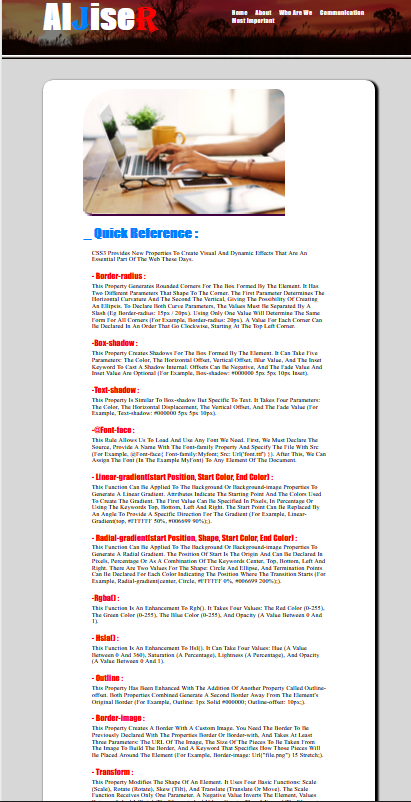 AlJiseR
Home About Who Are We Communication
Most Important
_ Quick Reference :
CSS3 Provides New Properties To Create Visual And Dynamic Effects That Are An
Essential Part Of The Web These Days.
- Border-radius :
This Property Generates Rounded Corners For The Box Formed By The Element. It Has
Two Different Parameters That Shape To The Corner. The First Parameter Determines The
Horizontal Curvature And The Second The Vertical, Giving The Possibility Of Creating
An Ellipsis. To Declare Both Curve Parameters, The Values Must Be Separated By A
Slash (Eg Border-radius: 15px / 20px). Using Only One Value Will Determine The Same
Form For All Corners (For Example, Border-radius: 20px). A Value For Each Corner Can
Be Declared In An Order That Go Clockwise, Starting At The Top Left Corner.
-Box-shadow :
This Property Creates Shadows For The Box Formed By The Element. It Can Take Five
Parameters: The Color, The Horizontal Offset, Vertical Offset, Blur Value, And The Inset
Keyword To Cast A Shadow Internal. Offsets Can Be Negative, And The Fade Value And
Inset Value Are Optional (For Example, Box-shadow: #000000 5px 5px 10px Inset).
-Text-shadow :
This Property Is Similar To Box-shadow But Specific To Text. It Takes Four Parameters:
The Color, The Horizontal Displacement, The Vertical Offset, And The Fade Value (For
Example, Text-shadow: #000000 5px 5px 10px).
-@Font-face :
This Rule Allows Us To Load And Use Any Font We Need. First, We Must Declare The
Source, Provide A Name With The Font-family Property And Specify The File With Src
(For Example, @Font-face{ Font-family:Myfont; Src: Url("font.ttf") }). After This, We Can
Assign The Font (In The Example MyFont) To Any Element Of The Document.
- Linear-gradient(start Position, Start Color, End Color) :
This Function Can Be Applied To The Background Or Background-image Properties To
Generate A Linear Gradient. Attributes Indicate The Starting Point And The Colors Used
To Create The Gradient. The First Value Can Be Specified In Pixels, In Percentage Or
Using The Keywords Top, Bottom, Left And Right. The Start Point Can Be Replaced By
An Angle To Provide A Specific Direction For The Gradient (For Example, Linear-
Gradient(top, #FFFFFF 50%, #006699 90%);).
- Radial-gradient(start Position, Shape, Start Color, End Color) :
This Function Can Be Applied To The Background Or Background-image Properties To
Generate A Radial Gradient. The Position Of Start Is The Origin And Can Be Declared In
Pixels, Percentage Or As A Combination Of The Keywords Center, Top, Bottom, Left And
Right. There Are Two Values For The Shape: Circle And Ellipse, And Termination Points
Can Be Declared For Each Color Indicating The Position Where The Transition Starts (For
Example, Radial-gradient(center, Circle, #FFFFFF 0%, #006699 200%);).
-Rgba() :
This Function Is An Enhancement To Rgb(). It Takes Four Values: The Red Color (0-255),
The Green Color (0-255), The Blue Color (0-255), And Opacity (A Value Between 0 And
1).
- Hsla() :
This Function Is An Enhancement To Hsl(). It Can Take Four Values: Hue (A Value
Between 0 And 360), Saturation (A Percentage), Lightness (A Percentage), And Opacity
(A Value Between 0 And 1).
- Outline :
This Property Has Been Enhanced With The Addition Of Another Property Called Outline-
offset. Both Properties Combined Generate A Second Border Away From The Element's
Original Border (For Example, Outline: 1px Solid #000000; Outline-offset: 10px;).
- Border-image :
This Property Creates A Border With A Custom Image. You Need The Border To Be
Previously Declared With The Properties Border Or Border-with, And Takes At Least
Three Parameters: The URL Of The Image, The Size Of The Pieces To Be Taken From
The Image To Build The Border, And A Keyword That Specifies How Those Pieces Will
Be Placed Around The Element (For Example, Border-image: Url("file.png") 15 Stretch;).
- Transform :
This Property Modifies The Shape Of An Element. It Uses Four Basic Functions: Scale
(Scale), Rotate (Rotate), Skew (Tilt), And Translate (Translate Or Move). The Scale
Function Receives Only One Parameter. A Negative Value Inverts The Element, Values